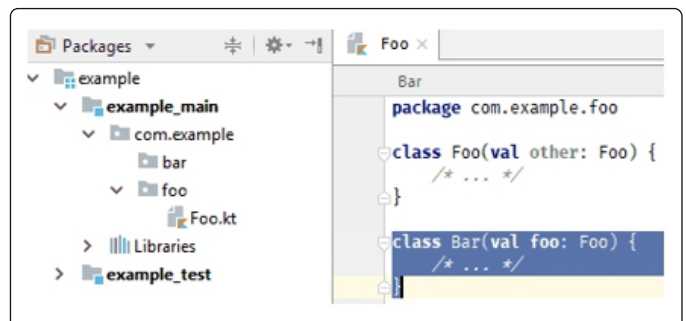 Packages
example
example_main
com.example
bar
foo
Foo.kt
Libraries
example_test
Foo
Bar
package com.example.foo
class Foo(val other: Foo) {
/* ... */
}
class Bar(val foo: Foo) {
/* ... */
}